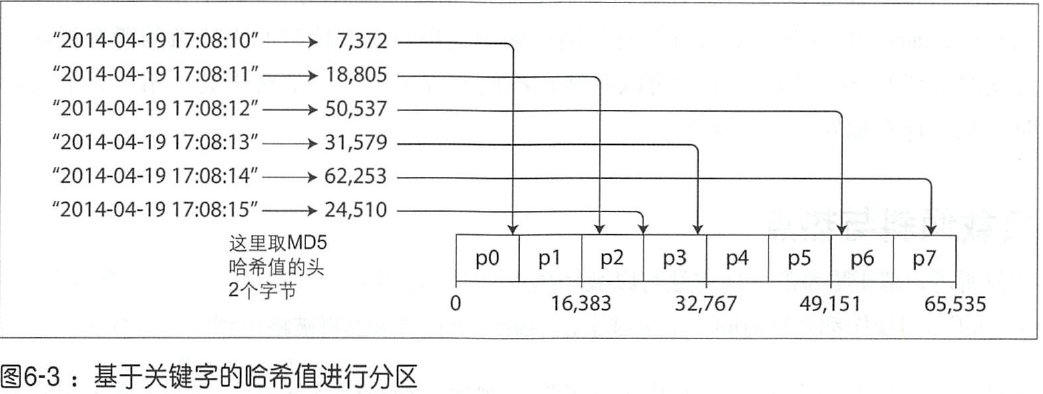 “2014-04-19 17:08:10” 7,372
“2014-04-19 17:08:11” 18,805
“2014-04-19 17:08:12” 50,537
“2014-04-19 17:08:13” 31,579
“2014-04-19 17:08:14” 62,253
“2014-04-19 17:08:15” 24,510
这里取MD5
哈希值的头
2个字节
p0 p1 p2 p3 p4 p5 p6 p7
0 16,383 32,767 49,151 65,535
图6-3 ：基于关键字的哈希值进行分区